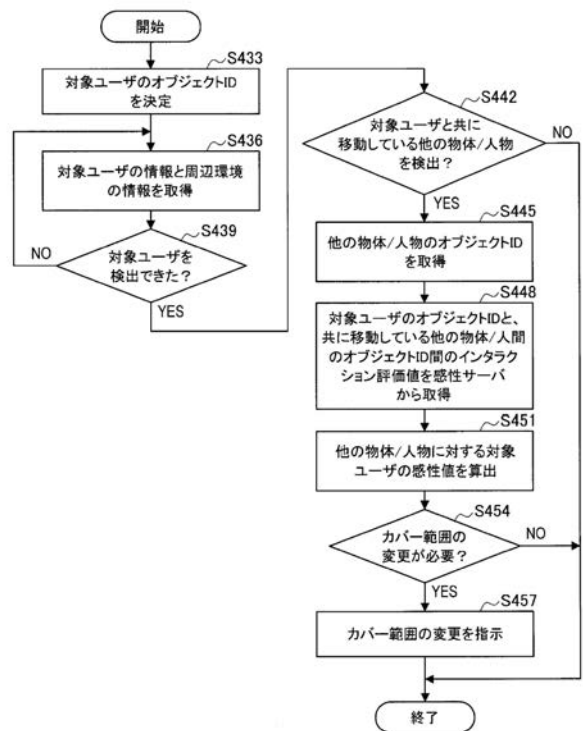 開始
S433
対象ユーザのオブジェクトID
を決定
S436
対象ユーザの情報と周辺環境
の情報を取得
S439
対象ユーザを
検出できた？
NO
YES
S442
対象ユーザと共に
移動している他の物体/人物
を検出？
NO
YES
S445
他の物体/人物のオブジェクトID
を取得
S448
対象ユーザのオブジェクトIDと、
共に移動している他の物体/人間
のオブジェクトID間のインタラク
ション評価値を感性サーバ
から取得
S451
他の物体/人物に対する対象
ユーザの感性値を算出
S454
カバー範囲の
変更が必要？
NO
YES
S457
カバー範囲の変更を指示
終了